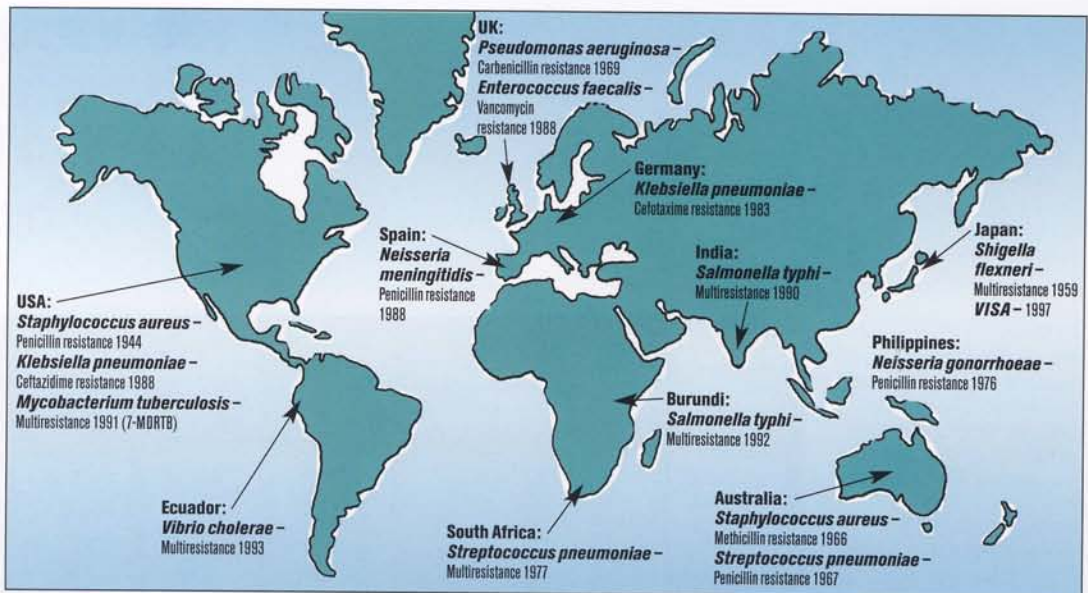 UK:
Pseudomonas aeruginosa –
Carbenicillin resistance 1969
Enterococcus faecalis –
Vancomycin
resistance 1988
Germany:
Klebsiella pneumoniae –
Cefotaxime resistance 1983
Spain:
Neisseria
meningitidis –
Penicillin resistance
1988
India:
Salmonella typhi –
Multiresistance 1990
Japan:
Shigella
flexneri –
Multiresistance 1959
VISA – 1997
USA:
Staphylococcus aureus –
Penicillin resistance 1944
Klebsiella pneumoniae –
Ceftazidime resistance 1988
Mycobacterium tuberculosis –
Multiresistance 1991 (7-MDRTB)
Philippines:
Neisseria gonorrhoeae –
Penicillin resistance 1976
Burundi:
Salmonella typhi –
Multiresistance 1992
Ecuador:
Vibrio cholerae –
Multiresistance 1993
South Africa:
Streptococcus pneumoniae –
Multiresistance 1977
Australia:
Staphylococcus aureus –
Methicillin resistance 1966
Streptococcus pneumoniae –
Penicillin resistance 1967